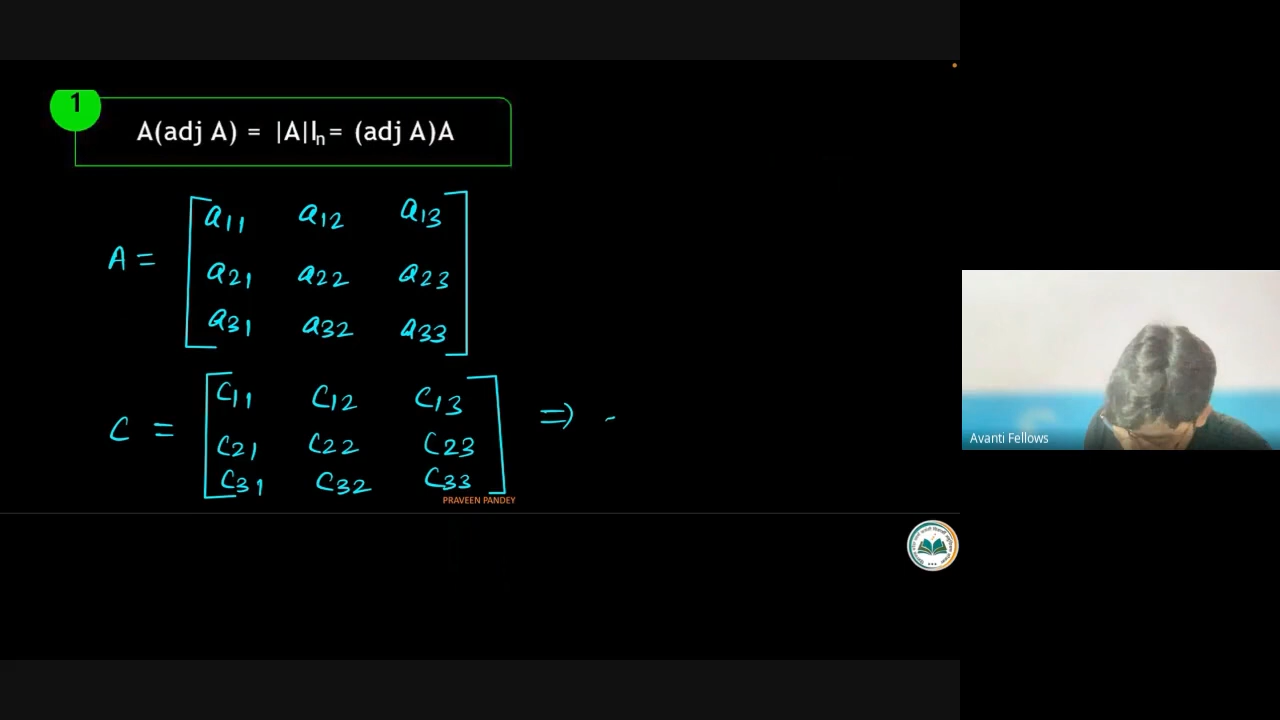 1
A(adj A) = |A|Iₙ = (adj A)A
a₁₁ a₁₂ a₁₃
A = a₂₁ a₂₂ a₂₃
a₃₁ a₃₂ a₃₃
C₁₁ C₁₂ C₁₃
C = C₂₁ C₂₂ C₂₃ ⇒
C₃₁ C₃₂ C₃₃
PRAVEEN PANDEY
Avanti Fellows